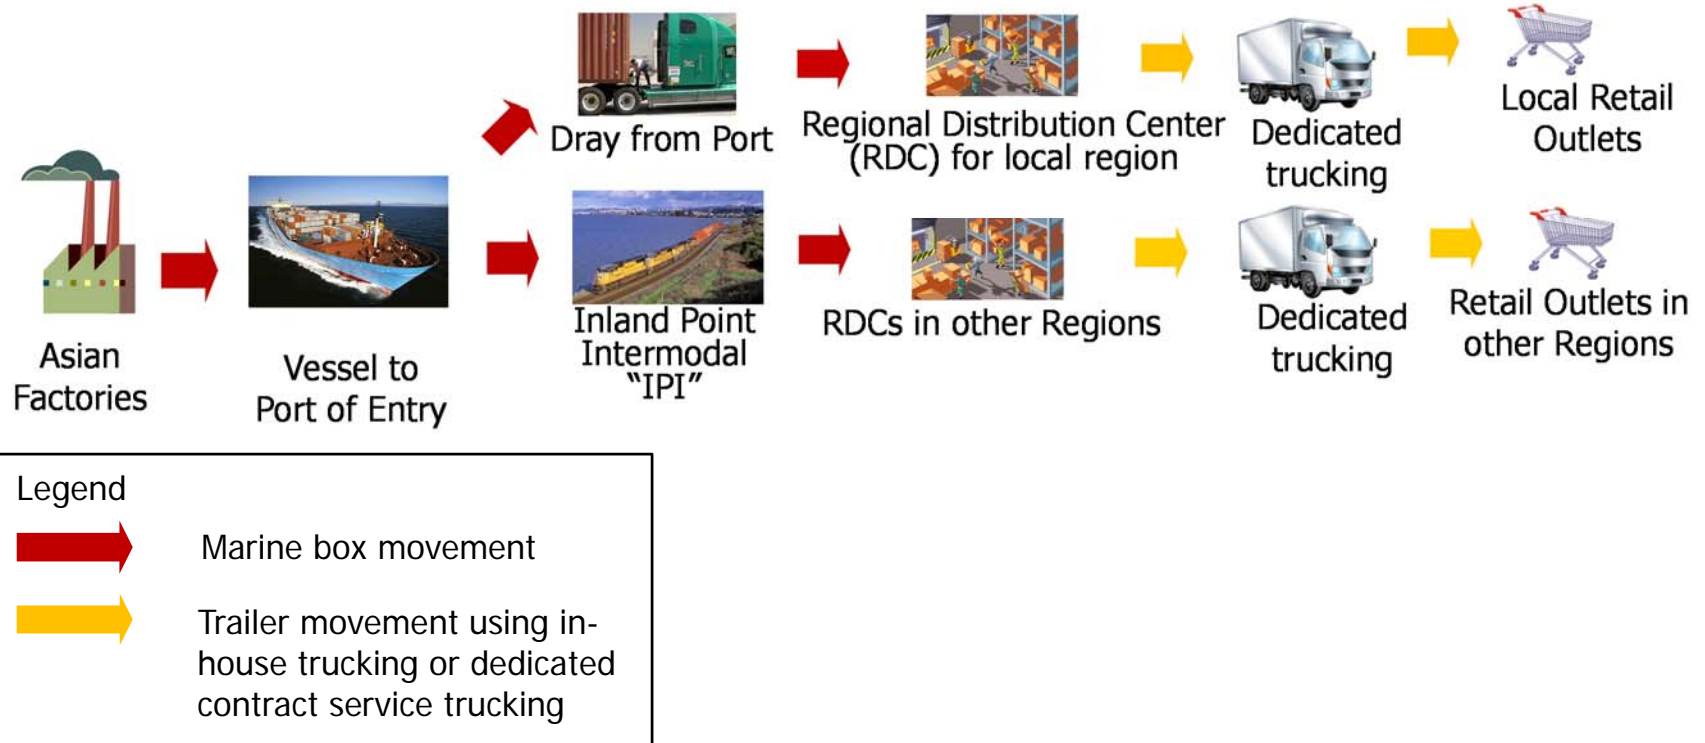 Dray from Port
Regional Distribution Center
(RDC) for local region
Dedicated
trucking
Local Retail
Outlets
Asian
Factories
Vessel to
Port of Entry
Inland Point
Intermodal
“IPI”
RDCs in other Regions
Dedicated
trucking
Retail Outlets in
other Regions
Legend
Marine box movement
Trailer movement using in-
house trucking or dedicated
contract service trucking